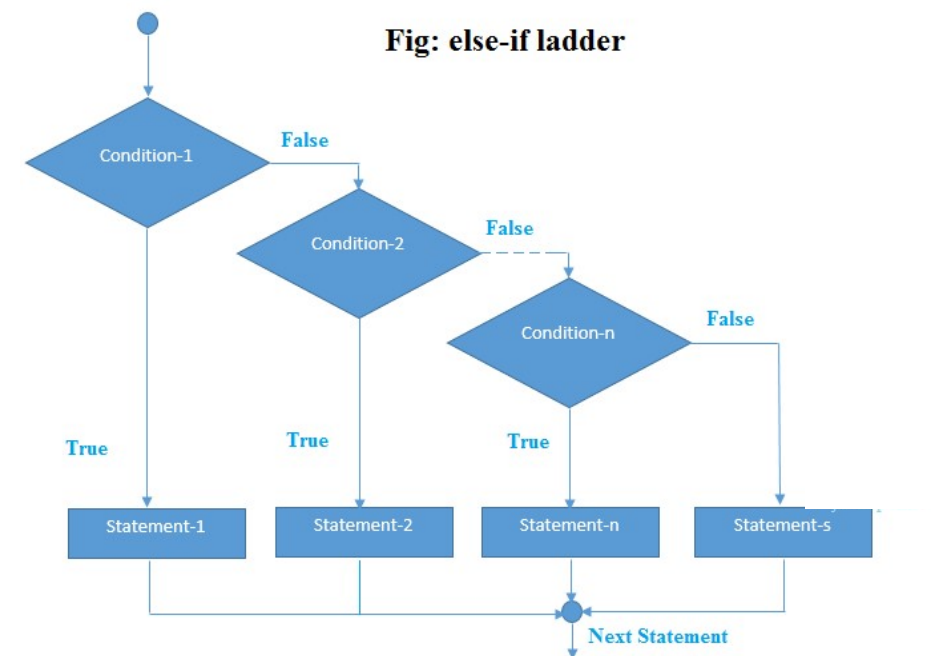 Fig: else-if ladder
Condition-1
False
Condition-2
False
Condition-n
False
True
True
True
Statement-1
Statement-2
Statement-n
Statement-s
Next Statement